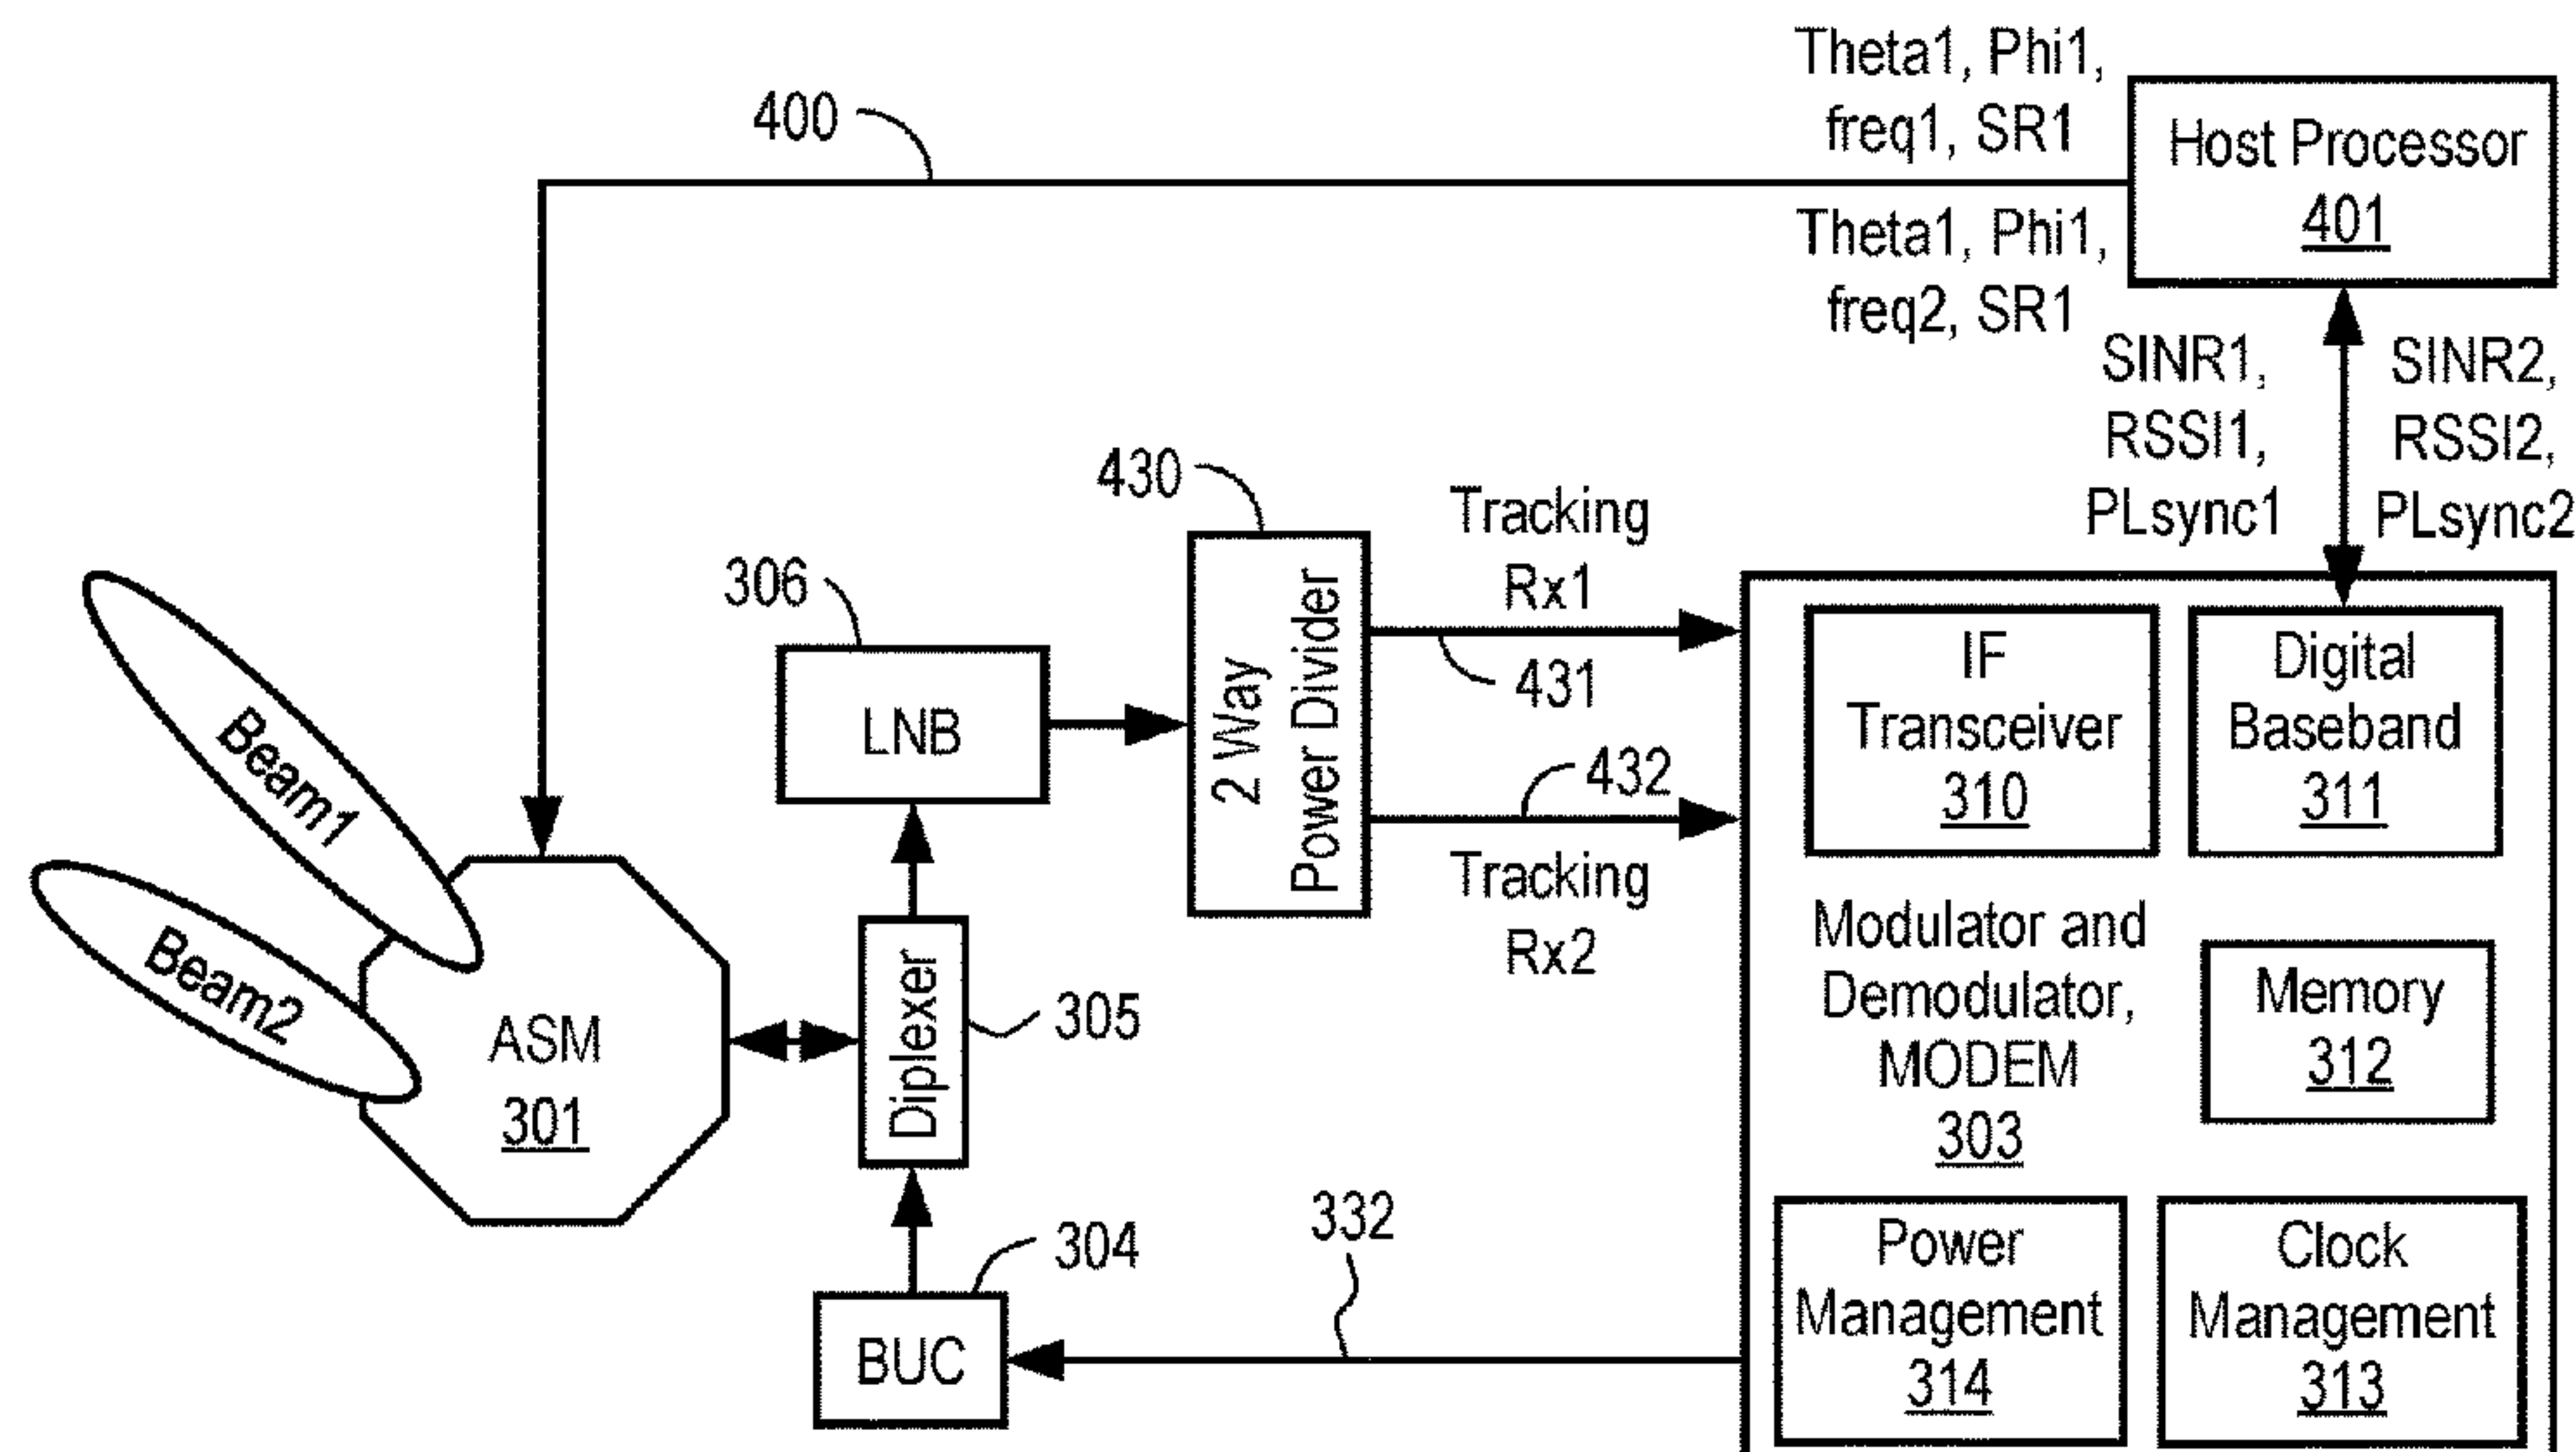 Theta1, Phi1,
freq1, SR1
400
Host Processor
401
Theta1, Phi1,
freq2, SR1
SINR1,
RSSI1,
PLsync1
SINR2,
RSSI2,
PLsync2
430
Tracking
Rx1
306
2 Way
Power Divider
431
LNB
432
Tracking
Rx2
IF
Transceiver
310
Digital
Baseband
311
Beam1
Beam2
ASM
301
Diplexer
305
Modulator and
Demodulator,
MODEM
303
Memory
312
304
332
BUC
Power
Management
314
Clock
Management
313